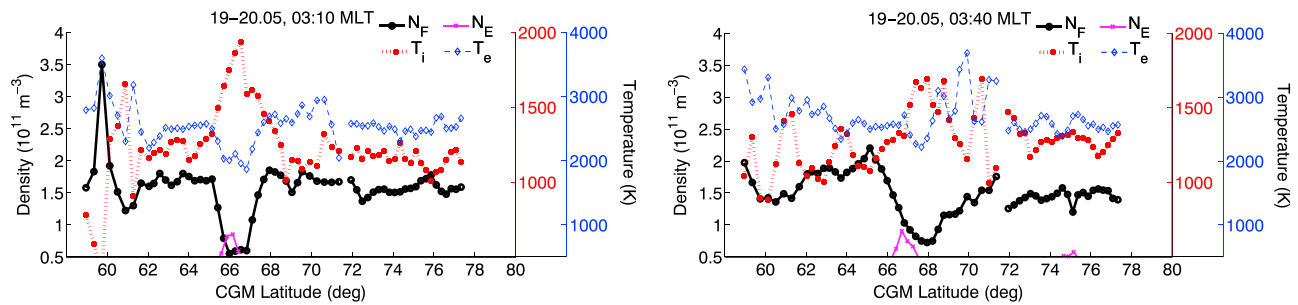 19−20.05, 03:10 MLT
N_F
N_E
T_i
T_e
4
3.5
3
2.5
2
1.5
1
0.5
Density (10^11 m^−3)
60 62 64 66 68 70 72 74 76 78 80
CGM Latitude (deg)
2000
1500
1000
4000
3000
2000
1000
Temperature (K)
19−20.05, 03:40 MLT
N_F
N_E
T_i
T_e
4
3.5
3
2.5
2
1.5
1
0.5
Density (10^11 m^−3)
60 62 64 66 68 70 72 74 76 78 80
CGM Latitude (deg)
2000
1500
1000
4000
3000
2000
1000
Temperature (K)